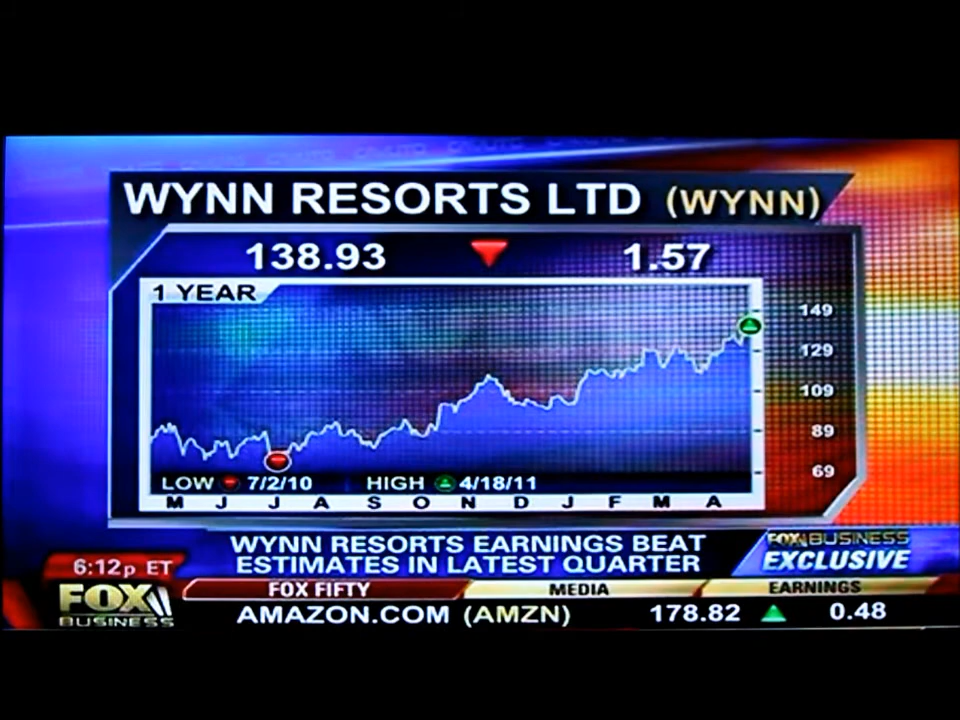 WYNN RESORTS LTD (WYNN)
138.93 ▼ 1.57
1 YEAR
149
129
109
89
69
LOW 7/2/10 HIGH 4/18/11
M J J A S O N D J F M A
WYNN RESORTS EARNINGS BEAT
ESTIMATES IN LATEST QUARTER
FOX BUSINESS
EXCLUSIVE
6:12p ET
FOX
BUSINESS
FOX FIFTY MEDIA EARNINGS
AMAZON.COM (AMZN) 178.82 ▲ 0.48